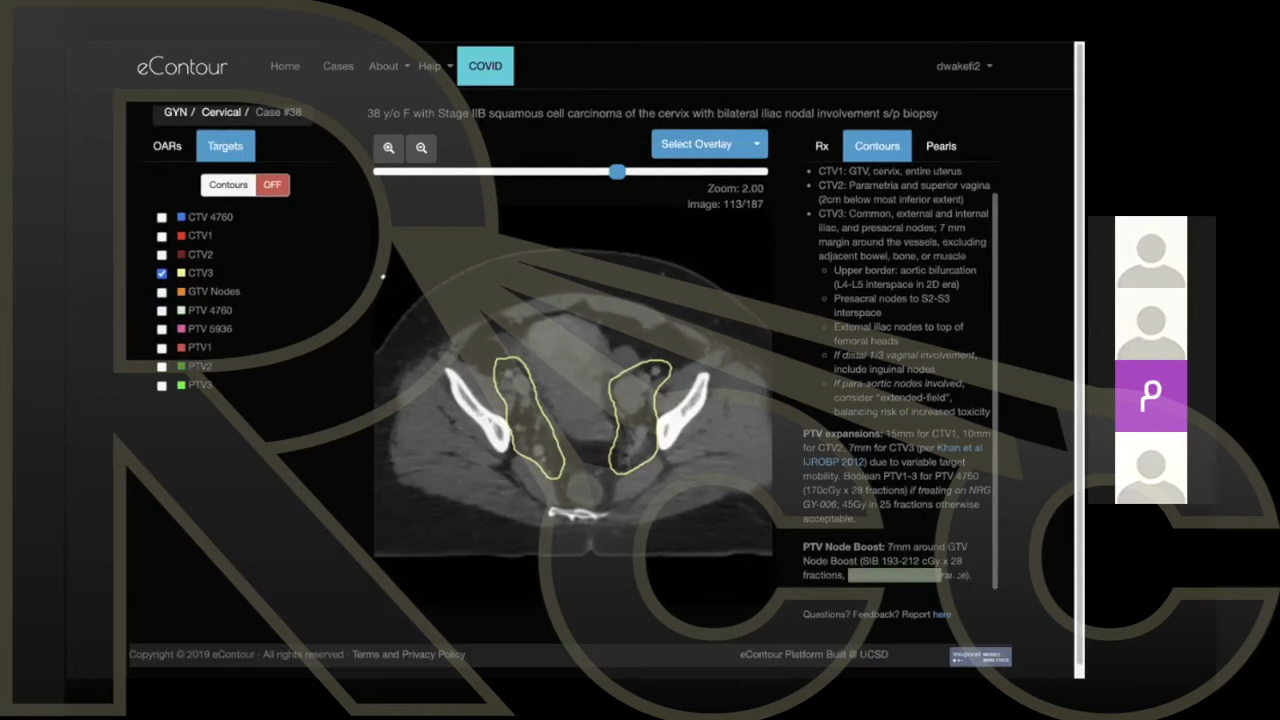 eContour
Home
Cases
About
Help
COVID
dwakefi2
GYN / Cervical / Case #38
38 y/o F with Stage IIB squamous cell carcinoma of the cervix with bilateral iliac nodal involvement s/p biopsy
OARs
Targets
Select Overlay
Rx
Contours
Pearls
Contours
OFF
Zoom: 2.00
Image: 113/187
CTV 4760
CTV1
CTV2
CTV3
GTV Nodes
PTV 4760
PTV 5936
PTV1
PTV2
PTV3
• CTV1: GTV, cervix, entire uterus
• CTV2: Parametria and superior vagina
(2cm below most inferior extent)
• CTV3: Common, external and internal
iliac, and presacral nodes; 7 mm
margin around the vessels, excluding
adjacent bowel, bone, or muscle
◦ Upper border: aortic bifurcation
(L4-L5 interspace in 2D era)
◦ Presacral nodes to S2-S3
interspace
◦ External iliac nodes to top of
femoral heads
◦ If distal 1/3 vaginal involvement,
include inguinal nodes
◦ If para-aortic nodes involved,
consider "extended-field",
balancing risk of increased toxicity
PTV expansions: 15mm for CTV1, 10mm
for CTV2, 7mm for CTV3 (per Khan et al
IJROBP 2012) due to variable target
mobility. Boolean PTV1-3 for PTV 4760
(170cGy x 28 fractions) if treating on NRG
GY-006; 45Gy in 25 fractions otherwise
acceptable.
PTV Node Boost: 7mm around GTV
Node Boost (SIB 193-212 cGy x 28
fractions,
Questions? Feedback? Report here
Copyright © 2019 eContour · All rights reserved · Terms and Privacy Policy
eContour Platform Built @ UCSD
Rcc